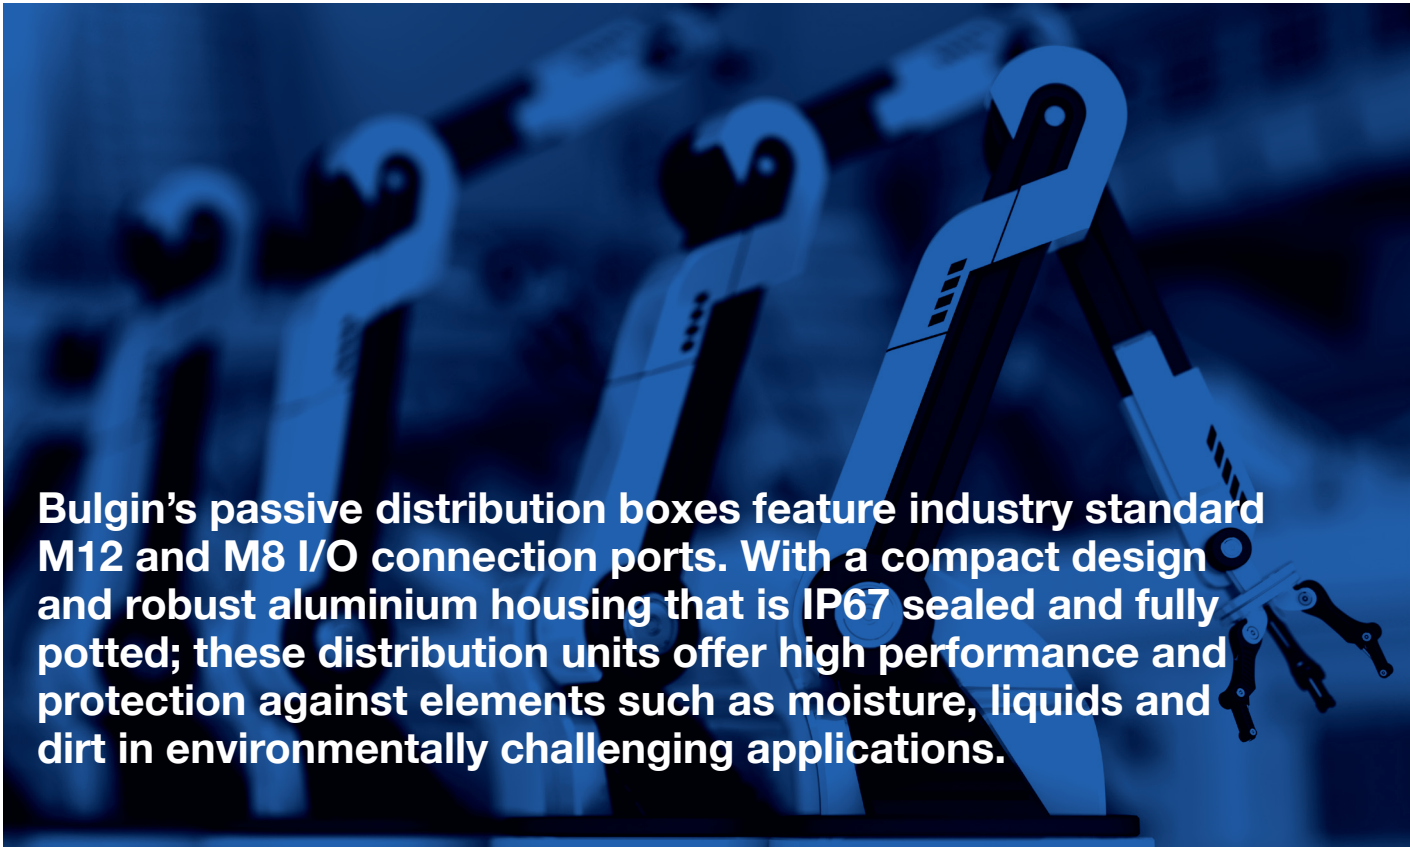 Bulgin’s passive distribution boxes feature industry standard
M12 and M8 I/O connection ports. With a compact design
and robust aluminium housing that is IP67 sealed and fully
potted; these distribution units offer high performance and
protection against elements such as moisture, liquids and
dirt in environmentally challenging applications.